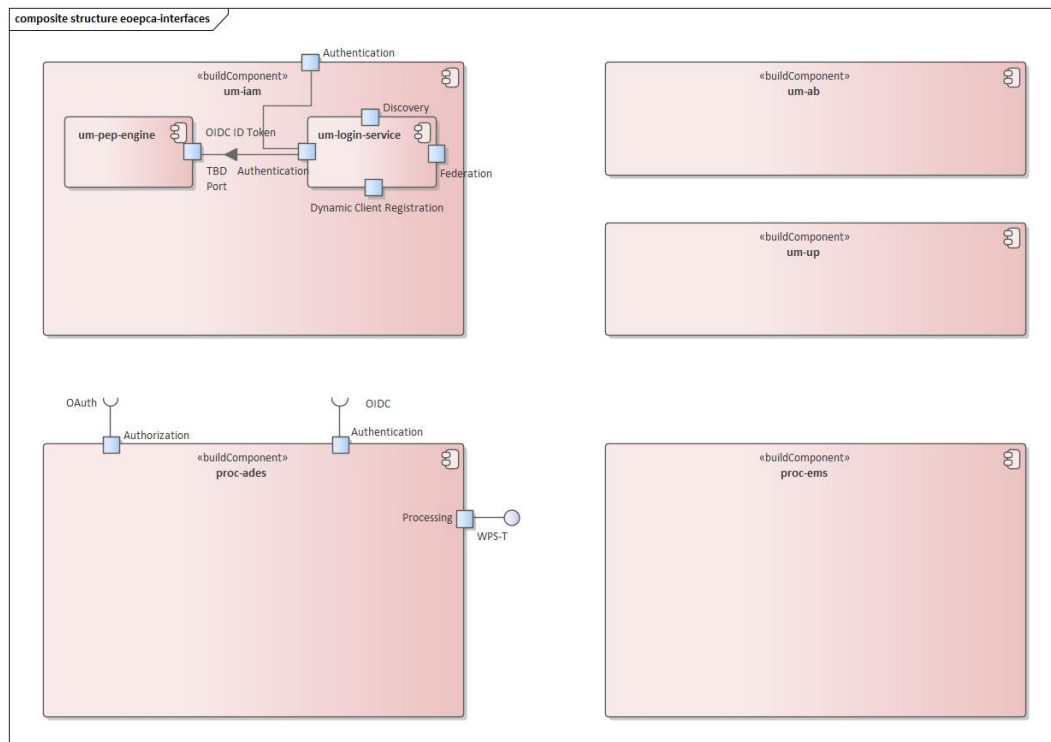 composite structure eoepca-interfaces
Authentication
«buildComponent»
um-iam
Discovery
um-pep-engine
OIDC ID Token
um-login-service
TBD
Port
Authentication
Federation
Dynamic Client Registration
«buildComponent»
um-ab
«buildComponent»
um-up
OAuth
OIDC
Authorization
Authentication
«buildComponent»
proc-ades
Processing
WPS-T
«buildComponent»
proc-ems